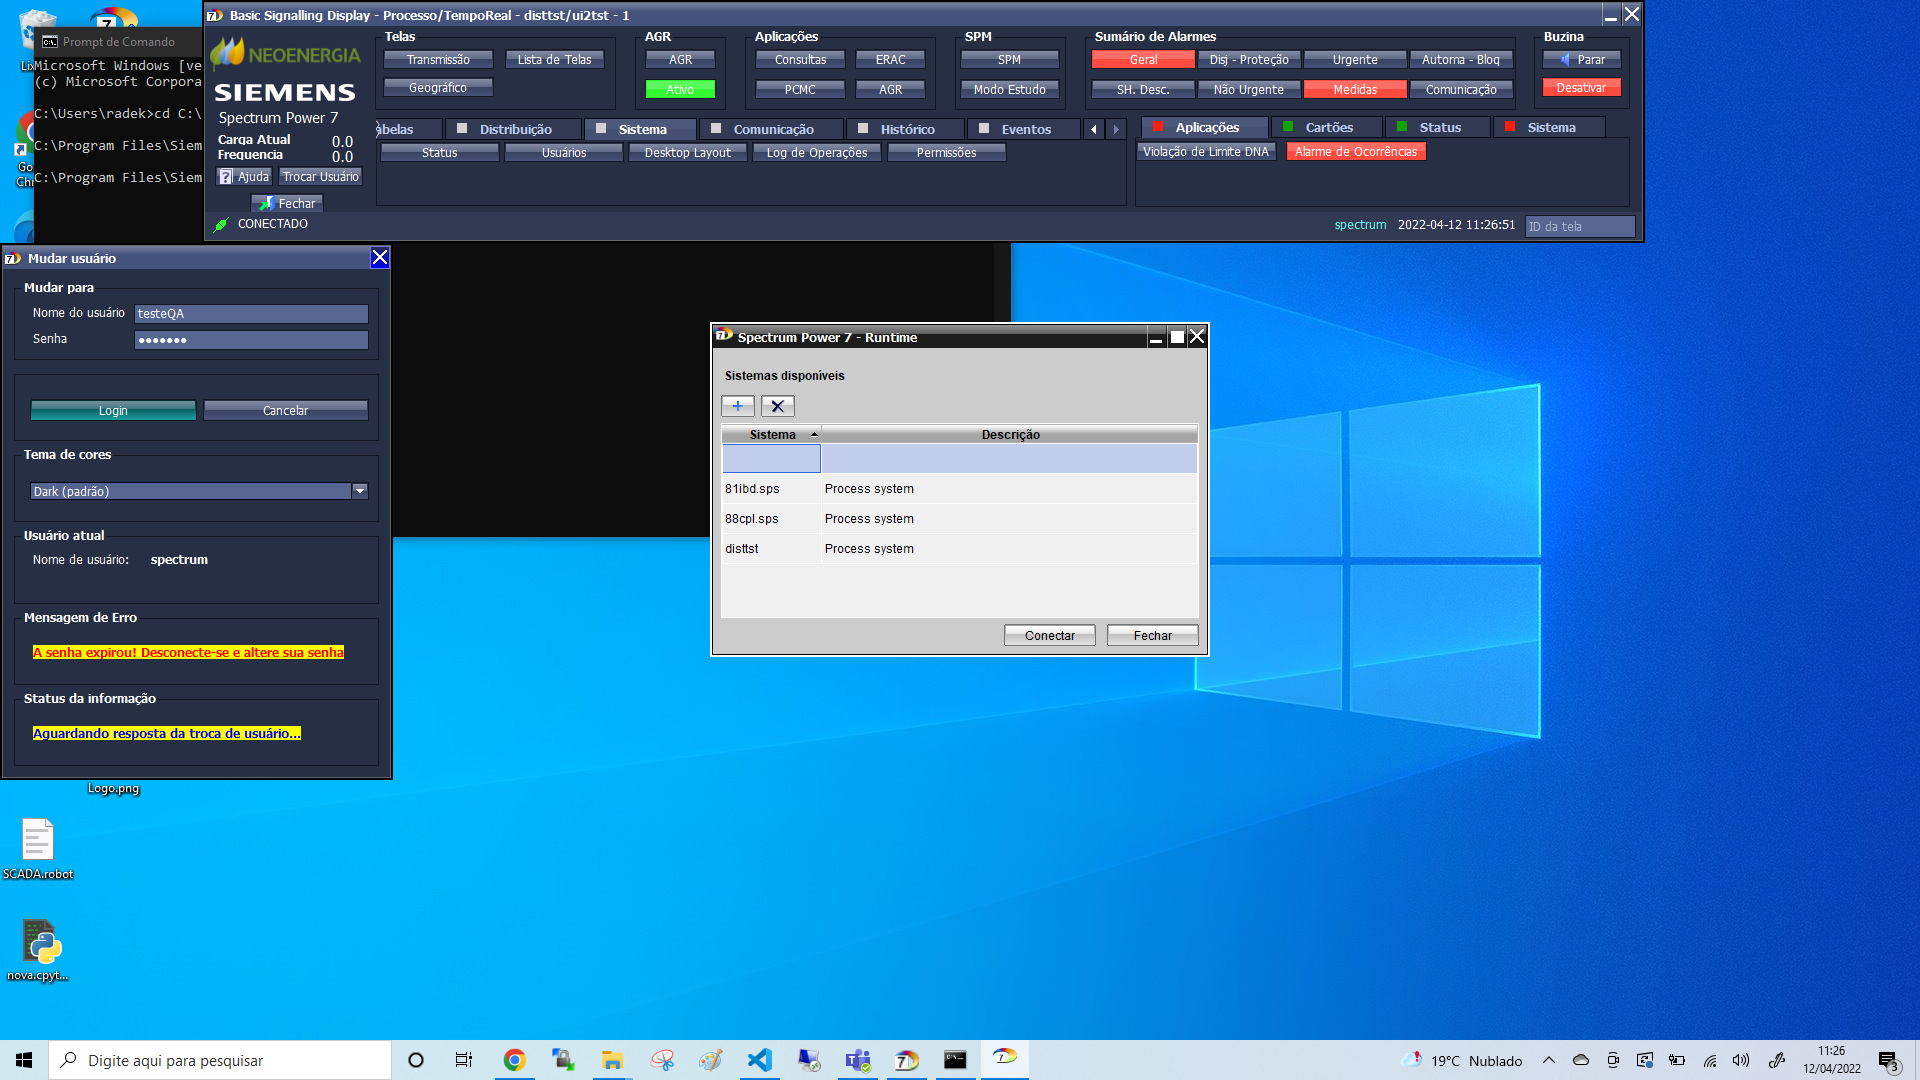 Basic Signalling Display - Processo/TempoReal - disttst/ui2tst - 1
Prompt de Comando
Microsoft Windows [ve
(c) Microsoft Corpora
C:\Users\radek>cd C:\
C:\Program Files\Siem
C:\Program Files\Siem
NEOENERGIA
SIEMENS
Spectrum Power 7
Carga Atual 0.0
Frequencia 0.0
Ajuda Trocar Usuário
Fechar
CONECTADO
Telas
Transmissão Lista de Telas
Geográfico
AGR
AGR
Ativo
Aplicações
Consultas ERAC
PCMC AGR
SPM
SPM
Modo Estudo
Sumário de Alarmes
Geral Disj - Proteção Urgente Automa - Bloq
SH. Desc. Não Urgente Medidas Comunicação
Buzina
Parar
Desativar
abelas Distribuição Sistema Comunicação Histórico Eventos
Status Usuários Desktop Layout Log de Operações Permissões
Aplicações Cartões Status Sistema
Violação de Limite DNA Alarme de Ocorrências
spectrum 2022-04-12 11:26:51 ID da tela
Mudar usuário
Mudar para
Nome do usuário testeQA
Senha •••••••
Login Cancelar
Tema de cores
Dark (padrão)
Usuário atual
Nome de usuário: spectrum
Mensagem de Erro
A senha expirou! Desconecte-se e altere sua senha
Status da informação
Aguardando resposta da troca de usuário...
Spectrum Power 7 - Runtime
Sistemas disponíveis
Sistema Descrição
81ibd.sps Process system
88cpl.sps Process system
disttst Process system
Conectar Fechar
Logo.png
SCADA.robot
nova.cpyt...
Digite aqui para pesquisar
19°C Nublado
11:26
12/04/2022
3